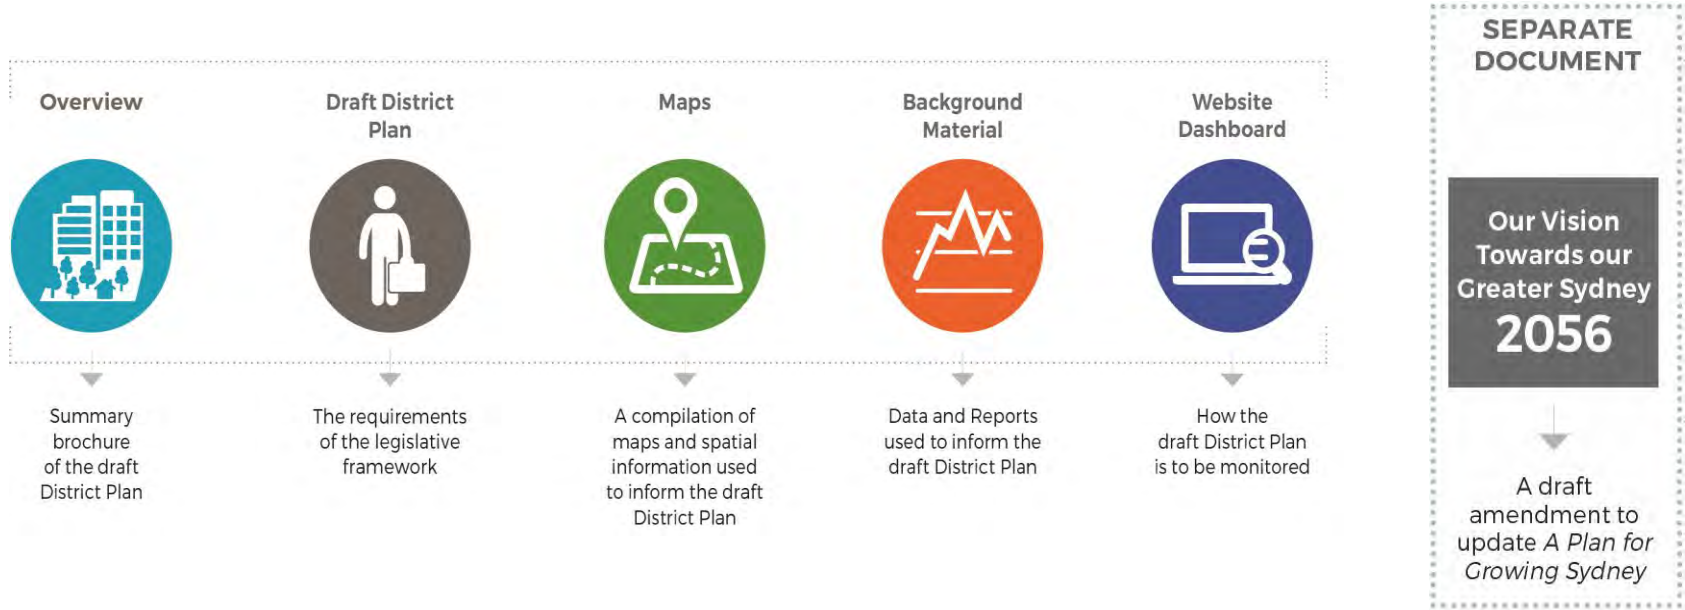 Overview
Summary
brochure
of the draft
District Plan
Draft District
Plan
The requirements
of the legislative
framework
Maps
A compilation of
maps and spatial
information used
to inform the draft
District Plan
Background
Material
Data and Reports
used to inform the
draft District Plan
Website
Dashboard
How the
draft District Plan
is to be monitored
SEPARATE
DOCUMENT
Our Vision
Towards our
Greater Sydney
2056
A draft
amendment to
update A Plan for
Growing Sydney